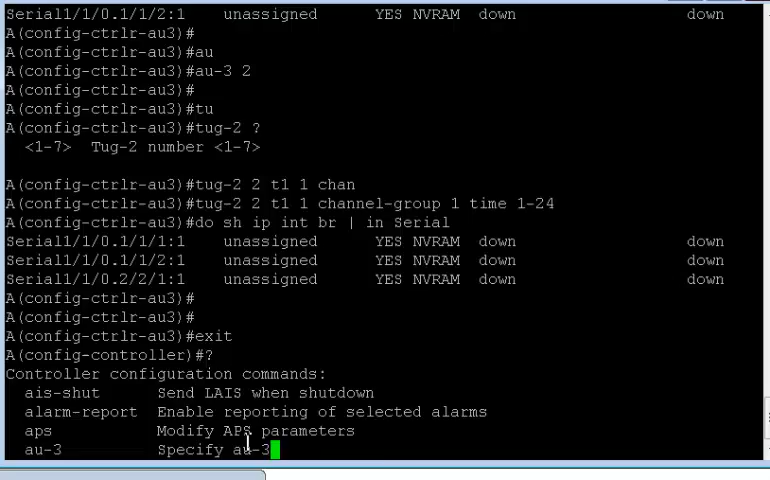 Serial1/1/0.1/1/2:1    unassigned      YES NVRAM  down                  down
A(config-ctrlr-au3)#
A(config-ctrlr-au3)#au
A(config-ctrlr-au3)#au-3 2
A(config-ctrlr-au3)#
A(config-ctrlr-au3)#tu
A(config-ctrlr-au3)#tug-2 ?
  <1-7>  Tug-2 number <1-7>
A(config-ctrlr-au3)#tug-2 2 t1 1 chan
A(config-ctrlr-au3)#tug-2 2 t1 1 channel-group 1 time 1-24
A(config-ctrlr-au3)#do sh ip int br | in Serial
Serial1/1/0.1/1/1:1    unassigned      YES NVRAM  down                  down
Serial1/1/0.1/1/2:1    unassigned      YES NVRAM  down                  down
Serial1/1/0.2/2/1:1    unassigned      YES NVRAM  down                  down
A(config-ctrlr-au3)#
A(config-ctrlr-au3)#
A(config-ctrlr-au3)#exit
A(config-controller)#?
Controller configuration commands:
  ais-shut      Send LAIS when shutdown
  alarm-report  Enable reporting of selected alarms
  aps           Modify APS parameters
  au-3          Specify au-3